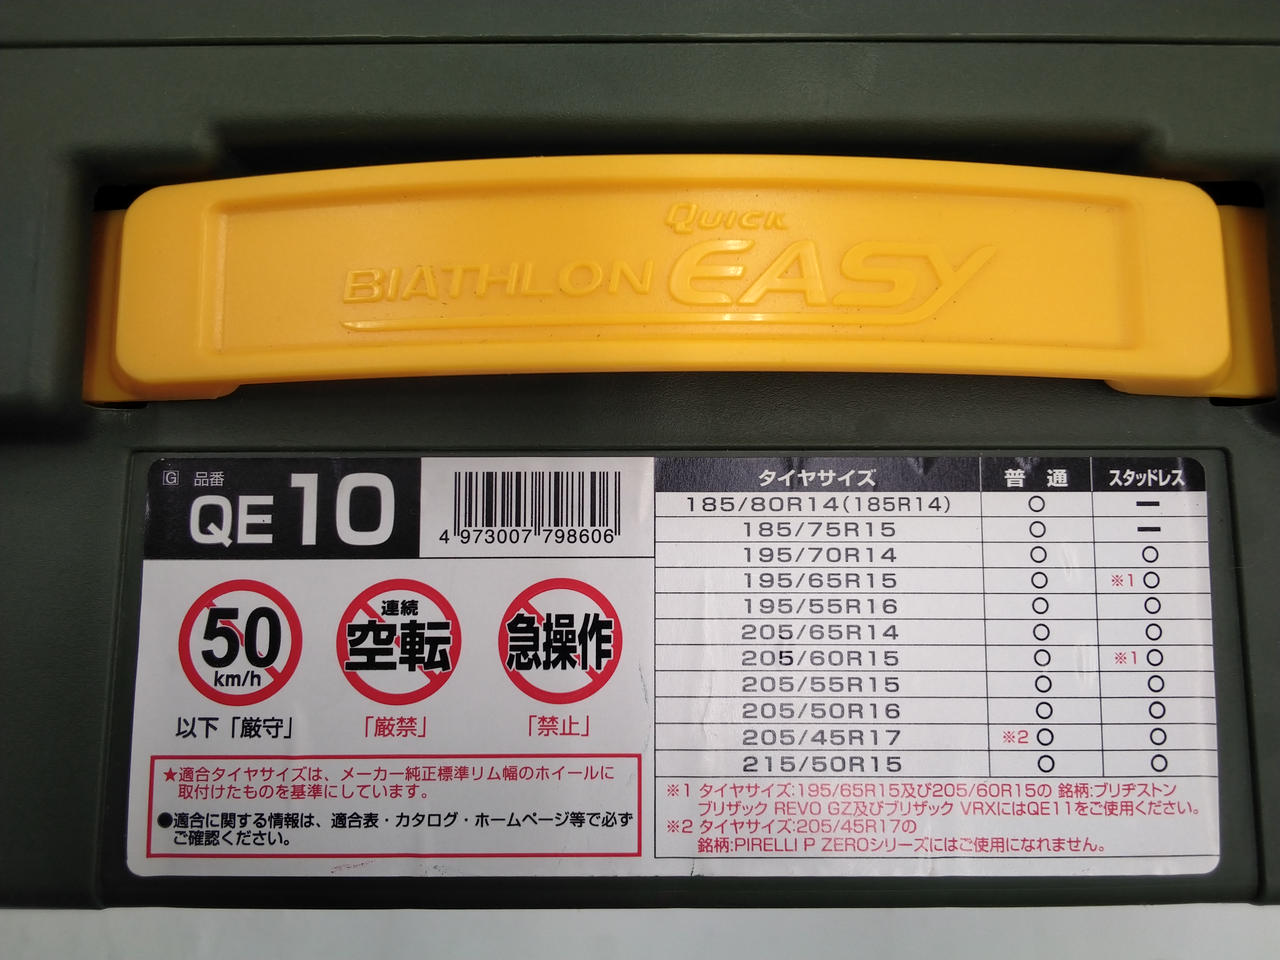 QUICK
BIATHLON EASY
G 品番
QE10
4 973007 798606
50
km/h
以下「厳守」
連続
空転
「厳禁」
急操作
「禁止」
★適合タイヤサイズは、メーカー純正標準リム幅のホイールに
取付けたものを基準にしています。
●適合に関する情報は、適合表・カタログ・ホームページ等で必ず
ご確認ください。
タイヤサイズ 普通 スタッドレス
185/80R14(185R14) ○ ー
185/75R15 ○ ー
195/70R14 ○ ○
195/65R15 ○ ※1 ○
195/55R16 ○ ○
205/65R14 ○ ○
205/60R15 ○ ※1 ○
205/55R15 ○ ○
205/50R16 ○ ○
205/45R17 ※2 ○ ○
215/50R15 ○ ○
※1 タイヤサイズ:195/65R15及び205/60R15の 銘柄:ブリヂストン
ブリザック REVO GZ及びブリザック VRXにはQE11をご使用ください。
※2 タイヤサイズ:205/45R17の
銘柄:PIRELLI P ZEROシリーズにはご使用になれません。